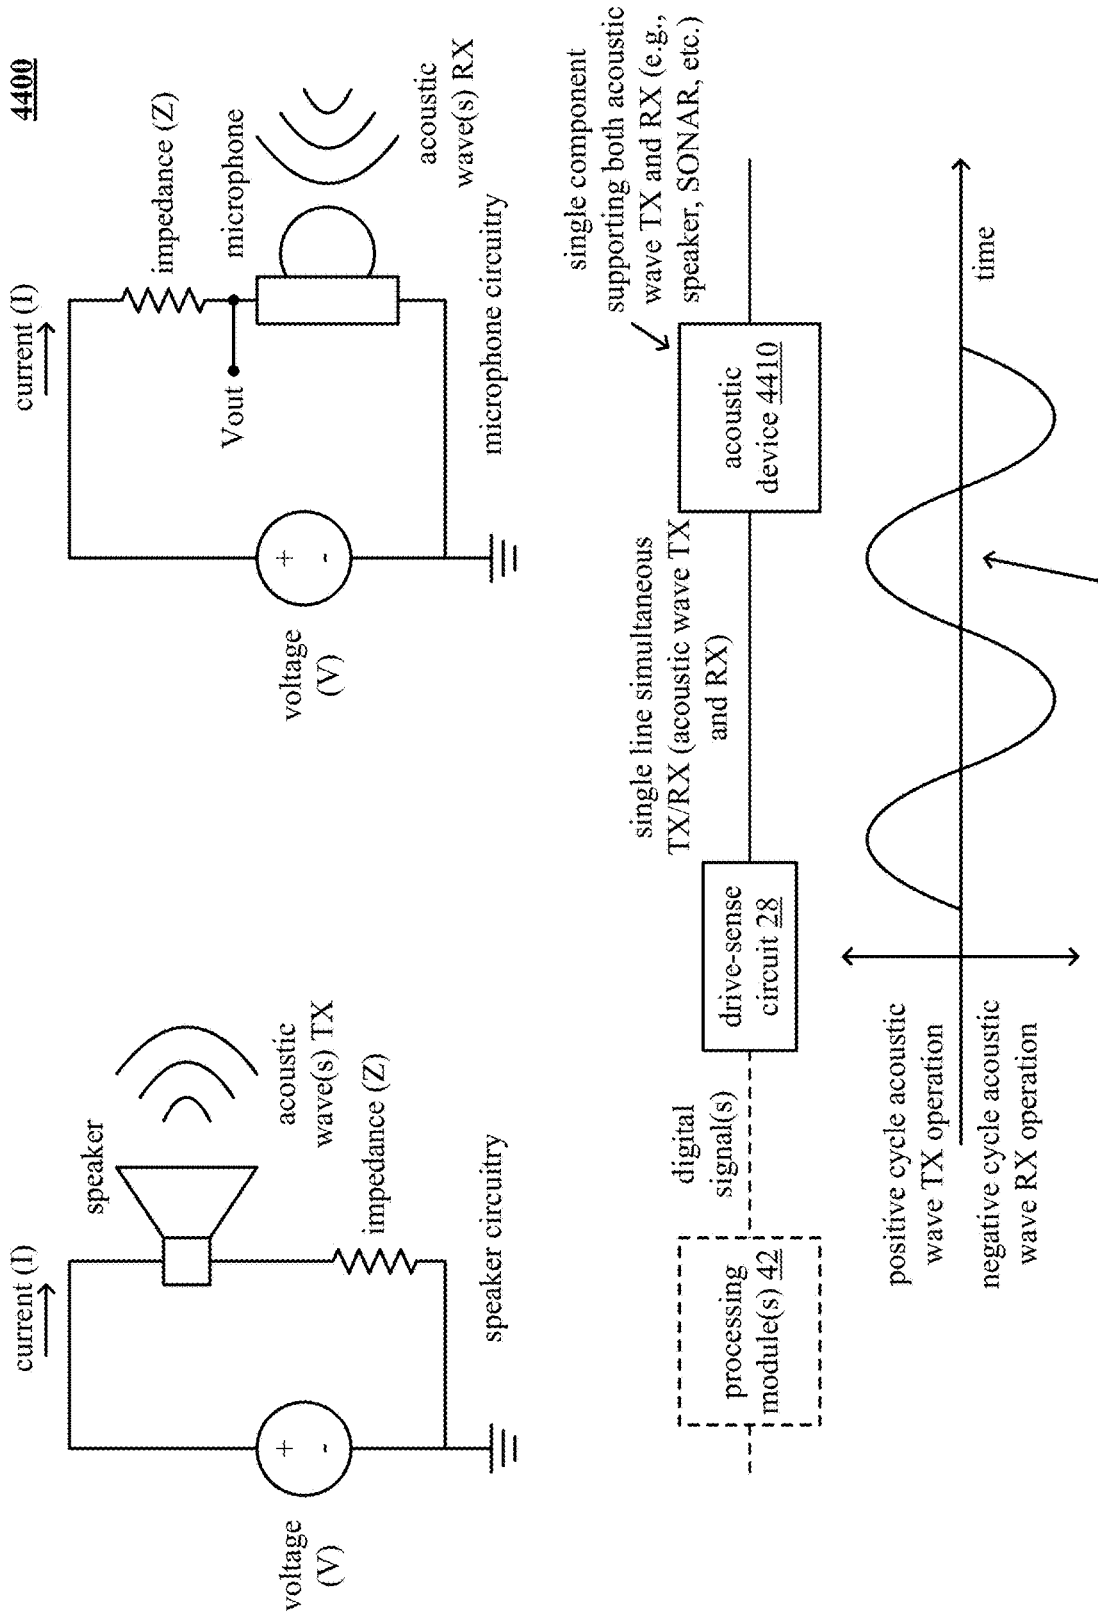 4400
current (I)
speaker
acoustic
wave(s) TX
impedance (Z)
voltage
(V)
+
-
speaker circuitry
current (I)
impedance (Z)
microphone
Vout
acoustic
wave(s) RX
voltage
(V)
+
-
microphone circuitry
processing
module(s) 42
digital
signal(s)
drive-sense
circuit 28
single line simultaneous
TX/RX (acoustic wave TX
and RX)
acoustic
device 4410
single component
supporting both acoustic
wave TX and RX (e.g.,
speaker, SONAR, etc.)
positive cycle acoustic
wave TX operation
negative cycle acoustic
wave RX operation
time